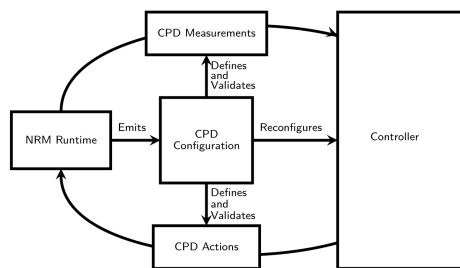 CPD Measurements
Defines
and
Validates
NRM Runtime
Emits
CPD
Configuration
Reconfigures
Controller
Defines
and
Validates
CPD Actions